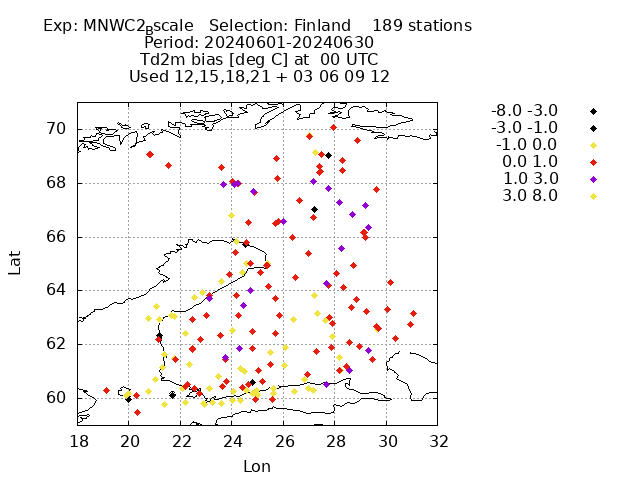 Exp: MNWC2_Bscale Selection: Finland 189 stations
Period: 20240601-20240630
Td2m bias [deg C] at 00 UTC
Used 12,15,18,21 + 03 06 09 12
-8.0 -3.0
-3.0 -1.0
-1.0 0.0
0.0 1.0
1.0 3.0
3.0 8.0
70
68
66
64
62
60
Lat
18 20 22 24 26 28 30 32
Lon